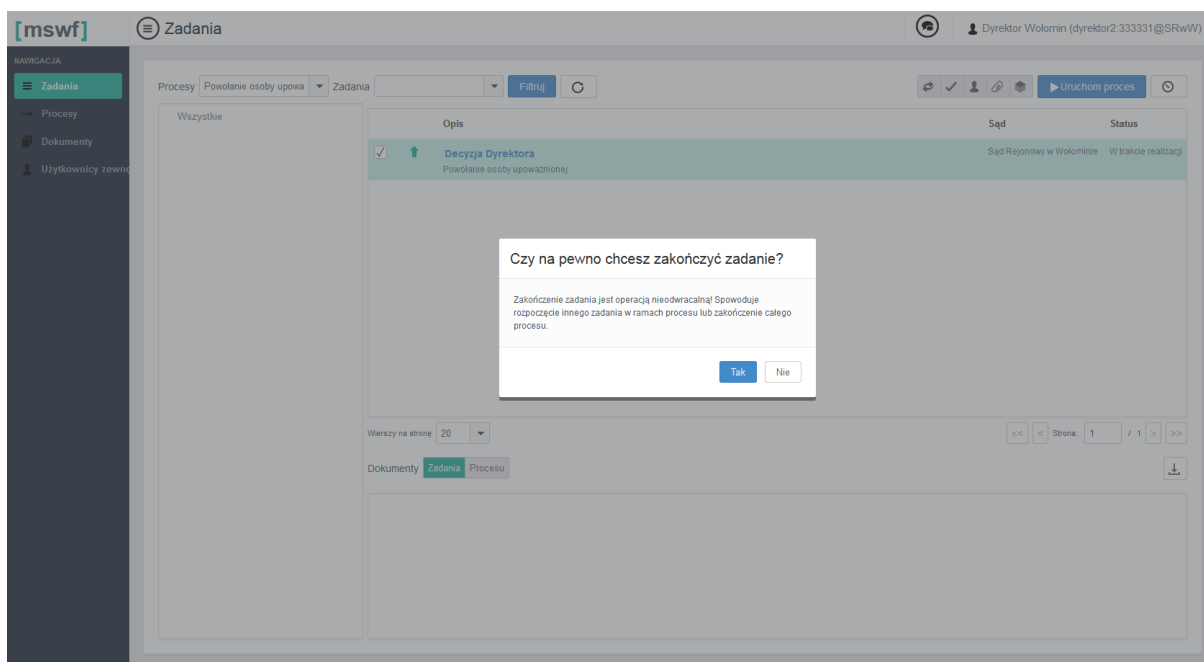 [mswf]
Zadania
Dyrektor Wołomin (dyrektor2:333331@SRwW)
NAWIGACJA
Zadania
Procesy
Dokumenty
Użytkownicy zewnę
Procesy Powołanie osoby upowa Zadania Filtruj Uruchom proces
Wszystkie
Opis Sąd Status
Decyzja Dyrektora Sąd Rejonowy w Wołominie W trakcie realizacji
Powołanie osoby upoważnionej
Czy na pewno chcesz zakończyć zadanie?
Zakończenie zadania jest operacją nieodwracalną! Spowoduje
rozpoczęcie innego zadania w ramach procesu lub zakończenie całego
procesu.
Tak Nie
Wierszy na stronę 20 << < Strona: 1 / 1 > >>
Dokumenty Zadania Procesu